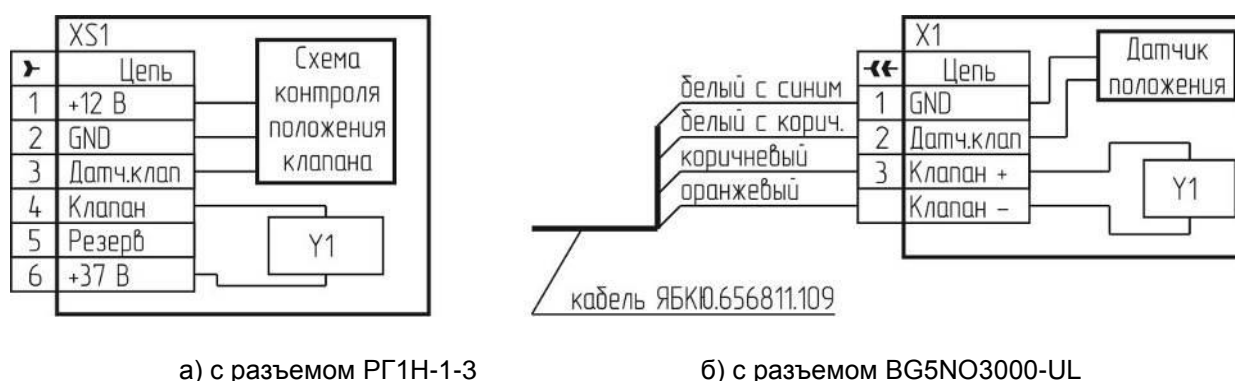 XS1
Цепь
1 +12 В
2 GND
3 Датч.клап
4 Клапан
5 Резерв
6 +37 В
Схема
контроля
положения
клапана
Y1
белый с синим
белый с корич.
коричневый
оранжевый
кабель ЯБКЮ.656811.109
X1
Цепь
1 GND
2 Датч.клап
3 Клапан +
Клапан –
Датчик
положения
Y1
а) с разъемом РГ1Н-1-3
б) с разъемом BG5NO3000-UL